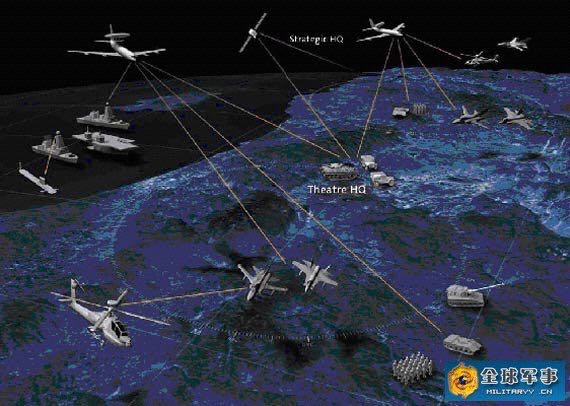 Strategic HQ
Theatre HQ
全球军事
MILITARYY.CN